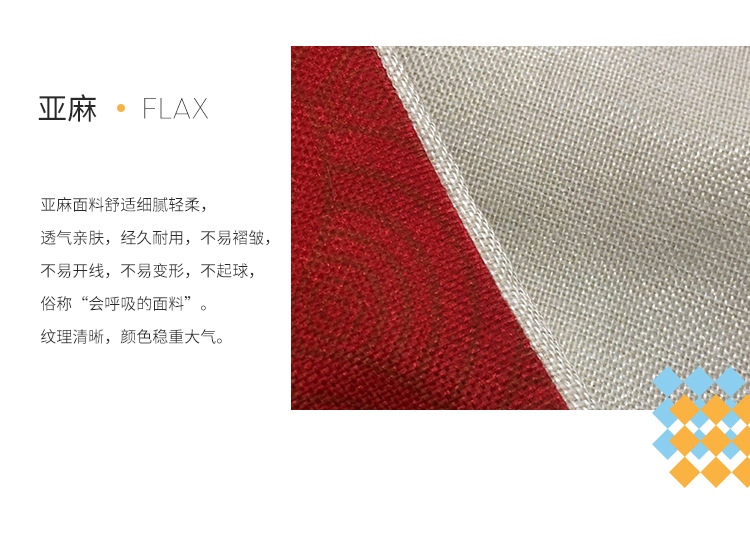 亚麻 • FLAX
亚麻面料舒适细腻轻柔，
透气亲肤，经久耐用，不易褶皱，
不易开线，不易变形，不起球，
俗称“会呼吸的面料”。
纹理清晰，颜色稳重大气。